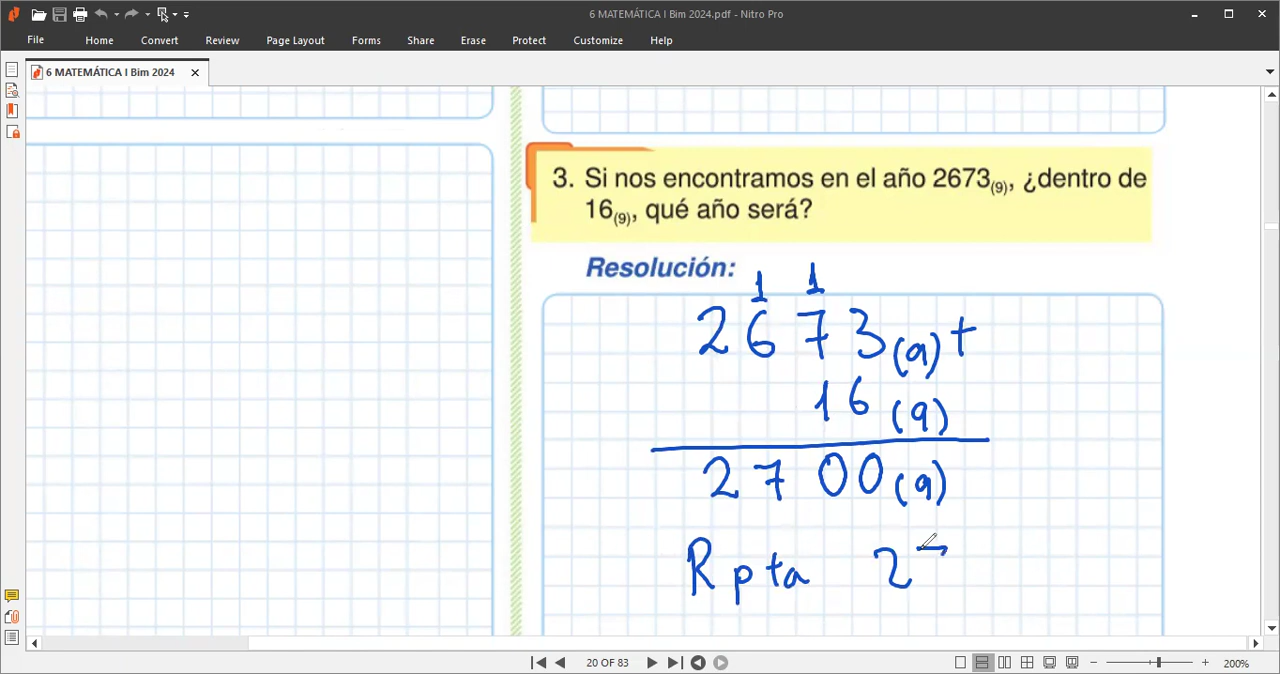 6 MATEMÁTICA I Bim 2024.pdf - Nitro Pro
File Home Convert Review Page Layout Forms Share Erase Protect Customize Help
6 MATEMÁTICA I Bim 2024
3. Si nos encontramos en el año 2673(9), ¿dentro de
16(9), qué año será?
Resolución:
1 1
2673(9) +
16(9)
2700(9)
Rpta 27
20 OF 83
200%